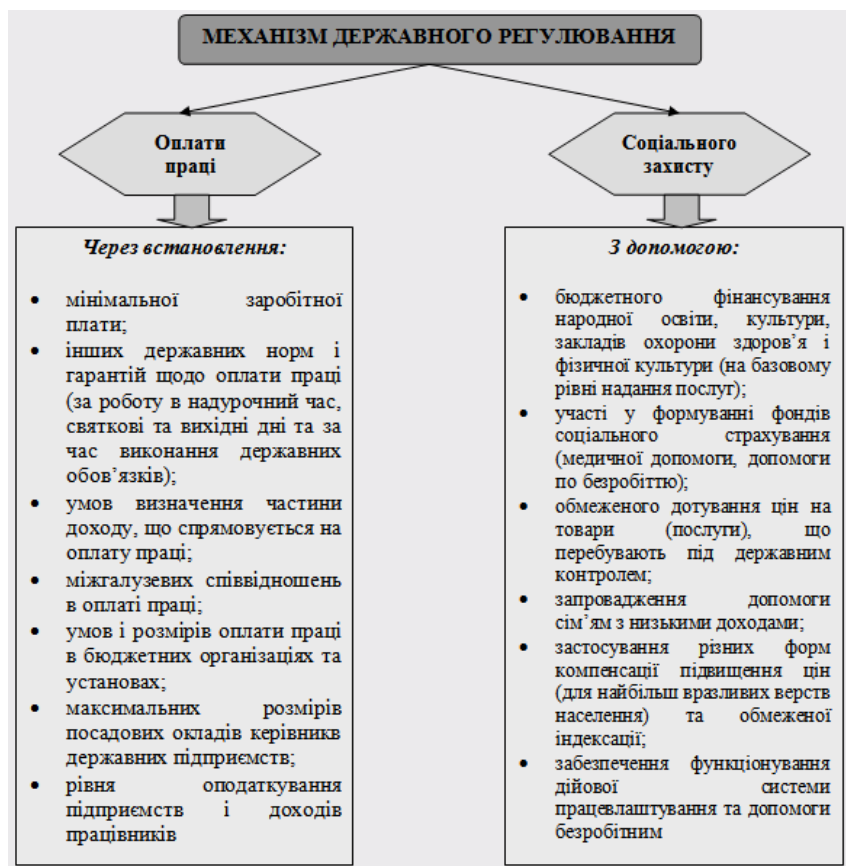 МЕХАНІЗМ ДЕРЖАВНОГО РЕГУЛЮВАННЯ
Оплати
праці
Соціального
захисту
Через встановлення:
• мінімальної заробітної
плати;
• інших державних норм і
гарантій щодо оплати праці
(за роботу в надурочний час,
святкові та вихідні дні та за
час виконання державних
обов’язків);
• умов визначення частини
доходу, що спрямовується на
оплату праці;
• міжгалузевих співвідношень
в оплаті праці;
• умов і розмірів оплати праці
в бюджетних організаціях та
установах;
• максимальних розмірів
посадових окладів керівникв
державних підприємств;
• рівня оподаткування
підприємств і доходів
працівників
З допомогою:
• бюджетного фінансування
народної освіти, культури,
закладів охорони здоров’я і
фізичної культури (на базовому
рівні надання послуг);
• участі у формуванні фондів
соціального страхування
(медичної допомоги, допомоги
по безробіттю);
• обмеженого дотування цін на
товари (послуги), що
перебувають під державним
контролем;
• запровадження допомоги
сім’ям з низькими доходами;
• застосування різних форм
компенсації підвищення цін
(для найбільш вразливих верств
населення) та обмеженої
індексації;
• забезпечення функціонування
дійової системи
працевлаштування та допомоги
безробітним